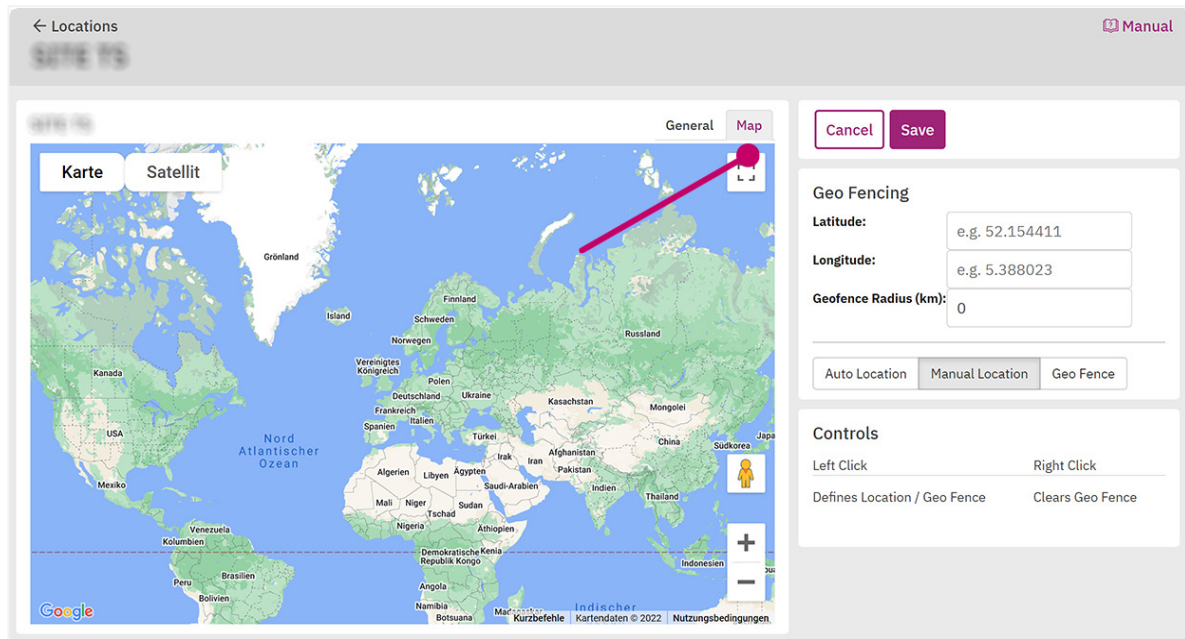 ← Locations
Manual
General
Map
Cancel
Save
Karte
Satellit
Geo Fencing
Latitude:
e.g. 52.154411
Longitude:
e.g. 5.388023
Geofence Radius (km):
0
Auto Location
Manual Location
Geo Fence
Controls
Left Click
Right Click
Defines Location / Geo Fence
Clears Geo Fence
Grönland
Island
Finnland
Schweden
Norwegen
Russland
Vereinigtes
Königreich
Polen
Deutschland
Ukraine
Frankreich
Italien
Spanien
Türkei
Kasachstan
Mongolei
China
Südkorea
Kanada
USA
Nord
Atlantischer
Ozean
Mexiko
Irak
Iran
Afghanistan
Pakistan
Algerien
Libyen
Ägypten
Saudi-Arabien
Indien
Thailand
Mali
Niger
Tschad
Sudan
Nigeria
Äthiopien
Venezuela
Kolumbien
Demokratische
Republik Kongo
Kenia
Indonesien
Peru
Brasilien
Bolivien
Angola
Namibia
Botsuana
Indischer
Google
Kurzbefehle
Kartendaten © 2022
Nutzungsbedingungen